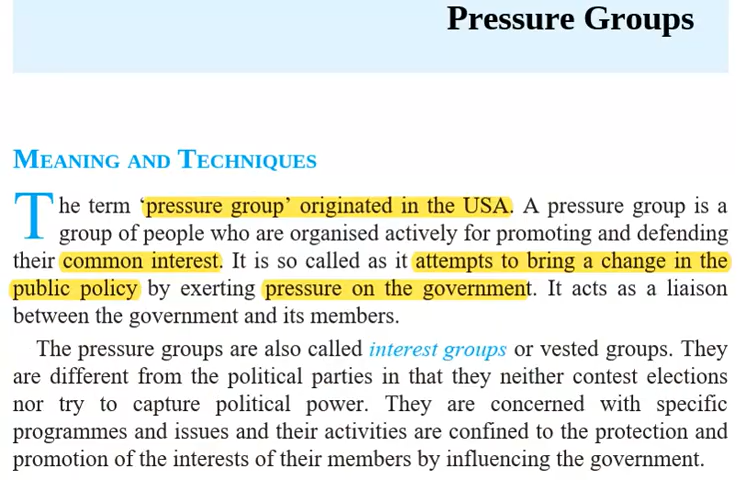 Pressure Groups
MEANING AND TECHNIQUES
The term ‘pressure group’ originated in the USA. A pressure group is a
group of people who are organised actively for promoting and defending
their common interest. It is so called as it attempts to bring a change in the
public policy by exerting pressure on the government. It acts as a liaison
between the government and its members.
The pressure groups are also called interest groups or vested groups. They
are different from the political parties in that they neither contest elections
nor try to capture political power. They are concerned with specific
programmes and issues and their activities are confined to the protection and
promotion of the interests of their members by influencing the government.